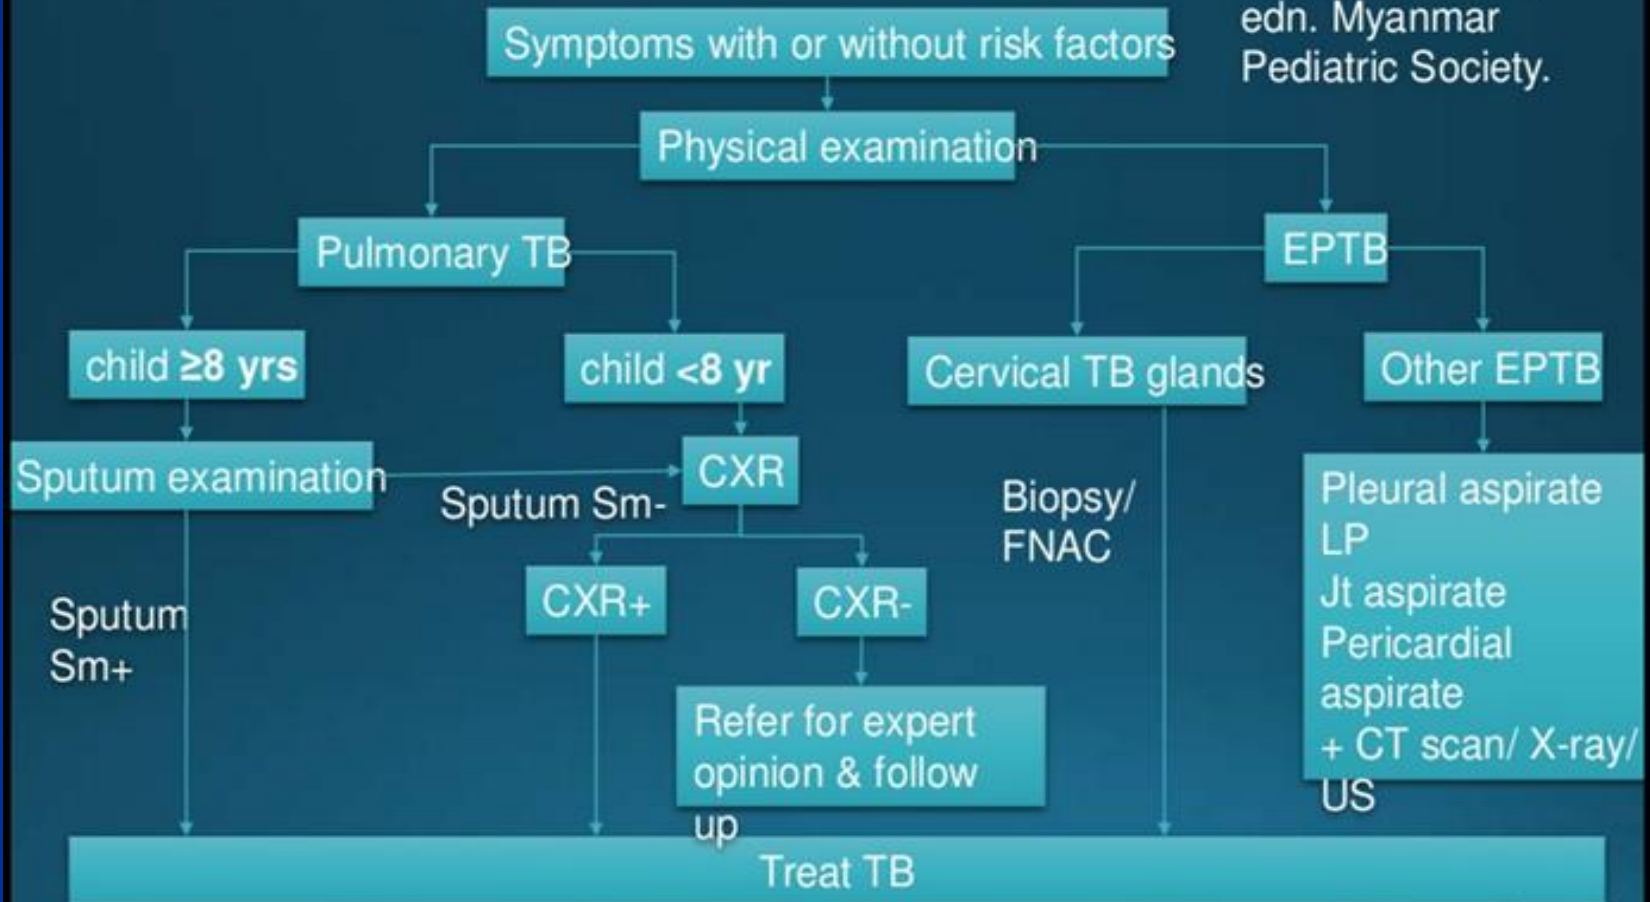 edn. Myanmar
Pediatric Society.
Symptoms with or without risk factors
Physical examination
Pulmonary TB
EPTB
child ≥8 yrs
child <8 yr
Cervical TB glands
Other EPTB
Sputum examination
Sputum Sm-
CXR
Biopsy/
FNAC
Pleural aspirate
LP
Jt aspirate
Pericardial
aspirate
+ CT scan/ X-ray/
US
Sputum
Sm+
CXR+
CXR-
Refer for expert
opinion & follow
up
Treat TB